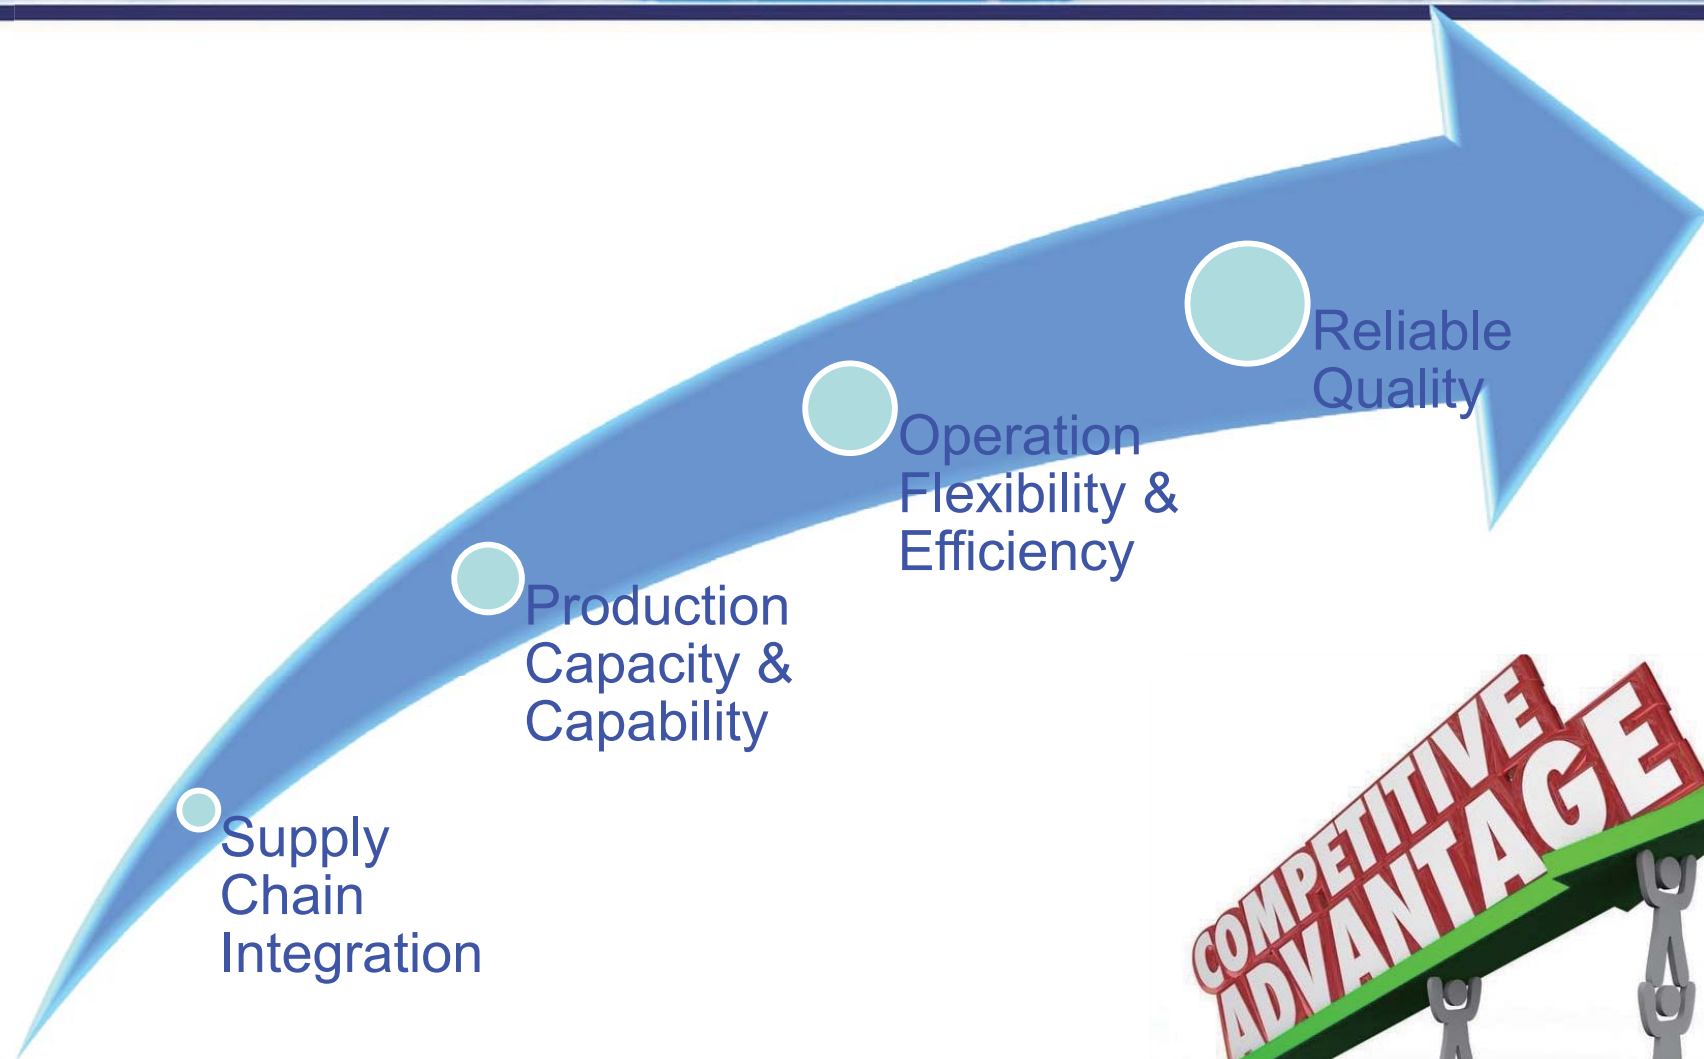 Reliable
Quality
Operation
Flexibility &
Efficiency
Production
Capacity &
Capability
Supply
Chain
Integration
COMPETITIVE
ADVANTAGE